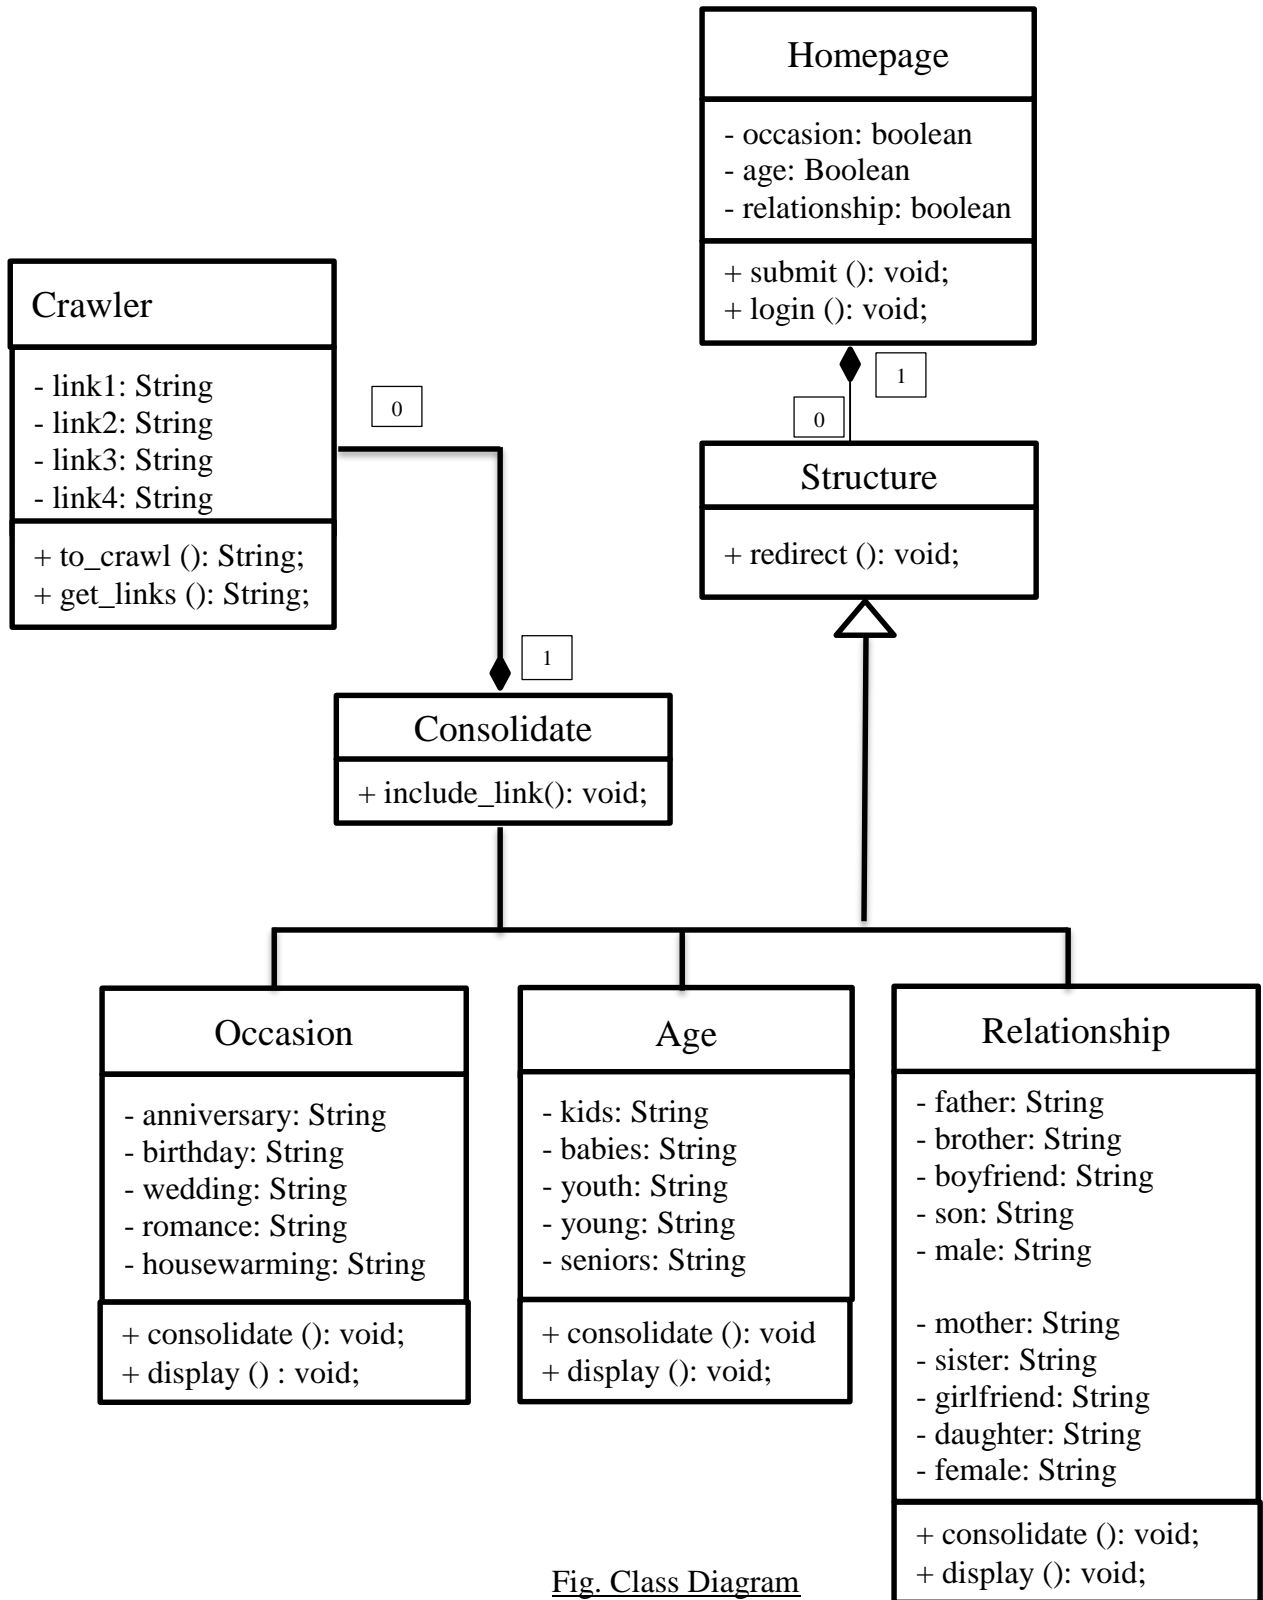 Homepage
- occasion: boolean
- age: Boolean
- relationship: boolean
+ submit (): void;
+ login (): void;
Crawler
- link1: String
- link2: String
- link3: String
- link4: String
+ to_crawl (): String;
+ get_links (): String;
0
1
0
Structure
+ redirect (): void;
1
Consolidate
+ include_link(): void;
Occasion
- anniversary: String
- birthday: String
- wedding: String
- romance: String
- housewarming: String
+ consolidate (): void;
+ display () : void;
Age
- kids: String
- babies: String
- youth: String
- young: String
- seniors: String
+ consolidate (): void
+ display (): void;
Relationship
- father: String
- brother: String
- boyfriend: String
- son: String
- male: String
- mother: String
- sister: String
- girlfriend: String
- daughter: String
- female: String
+ consolidate (): void;
+ display (): void;
Fig. Class Diagram